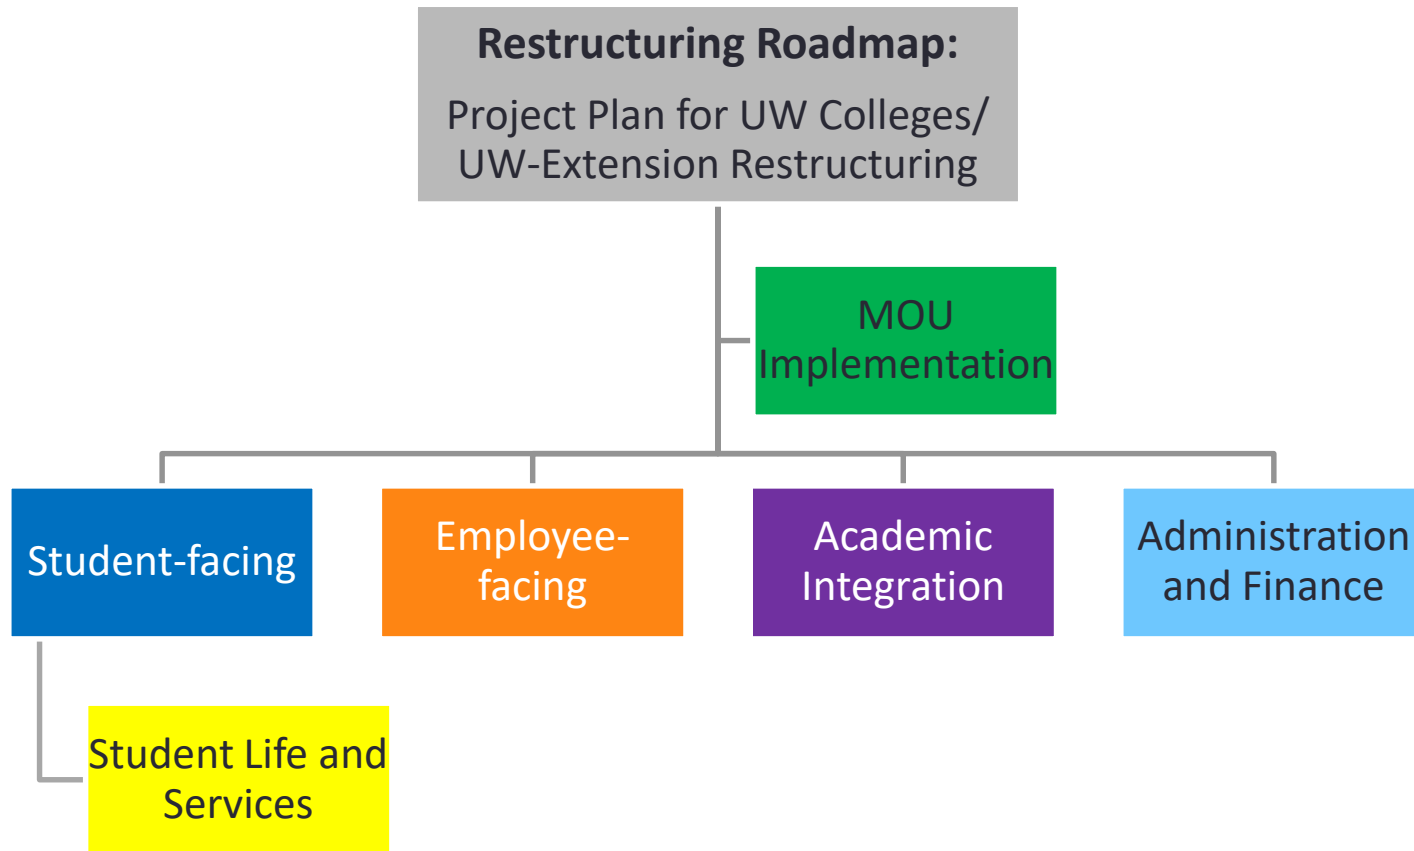 Restructuring Roadmap:
Project Plan for UW Colleges/
UW-Extension Restructuring
MOU
Implementation
Student-facing
Employee-
facing
Academic
Integration
Administration
and Finance
Student Life and
Services